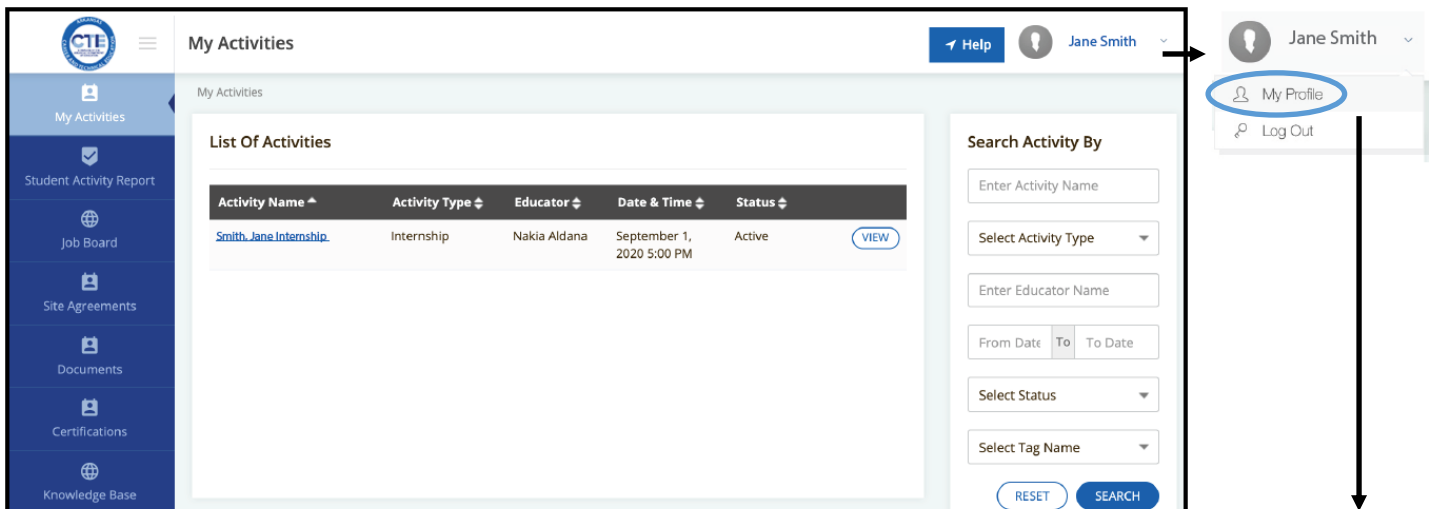 CTE
My Activities
Help
Jane Smith
Jane Smith
My Profile
Log Out
My Activities
Student Activity Report
Job Board
Site Agreements
Documents
Certifications
Knowledge Base
My Activities
List Of Activities
Activity Name Activity Type Educator Date & Time Status
Smith, Jane Internship Internship Nakia Aldana September 1, Active VIEW
2020 5:00 PM
Search Activity By
Enter Activity Name
Select Activity Type
Enter Educator Name
From Date To To Date
Select Status
Select Tag Name
RESET SEARCH